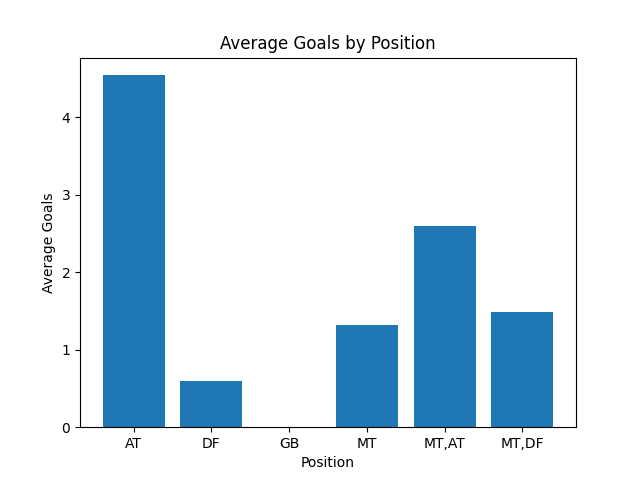 Average Goals by Position
Average Goals
4
3
2
1
0
AT DF GB MT MT,AT MT,DF
Position